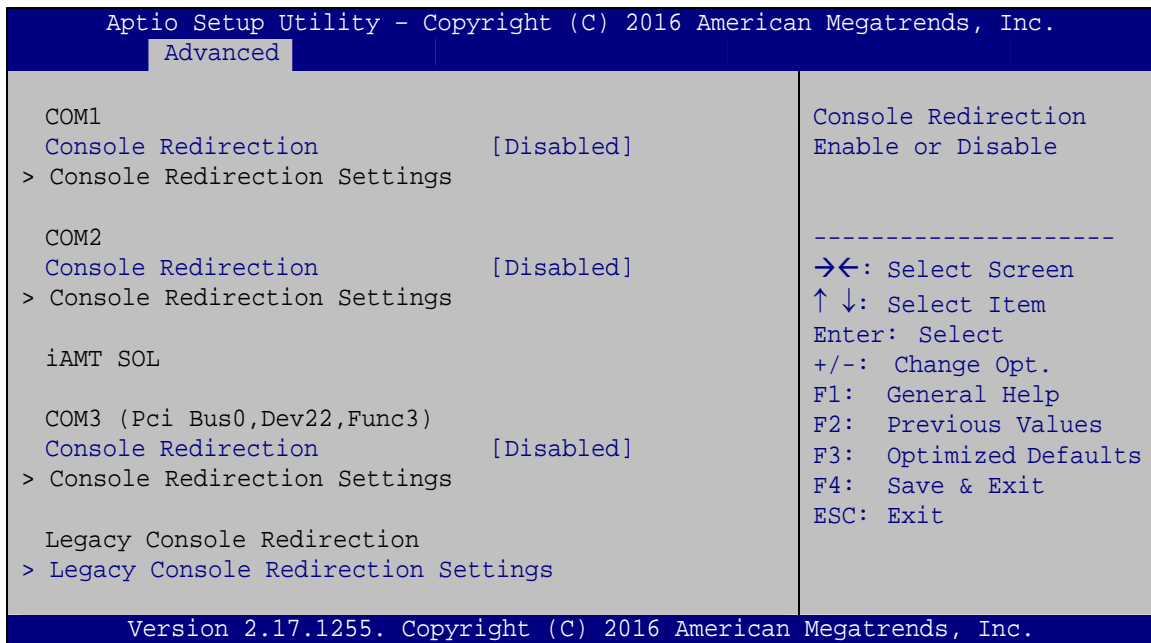 Aptio Setup Utility – Copyright (C) 2016 American Megatrends, Inc.
Advanced
COM1
Console Redirection [Disabled]
> Console Redirection Settings
COM2
Console Redirection [Disabled]
> Console Redirection Settings
iAMT SOL
COM3 (Pci Bus0,Dev22,Func3)
Console Redirection [Disabled]
> Console Redirection Settings
Legacy Console Redirection
> Legacy Console Redirection Settings
Console Redirection
Enable or Disable
---------------------
→←: Select Screen
↑ ↓: Select Item
Enter: Select
+/-: Change Opt.
F1: General Help
F2: Previous Values
F3: Optimized Defaults
F4: Save & Exit
ESC: Exit
Version 2.17.1255. Copyright (C) 2016 American Megatrends, Inc.